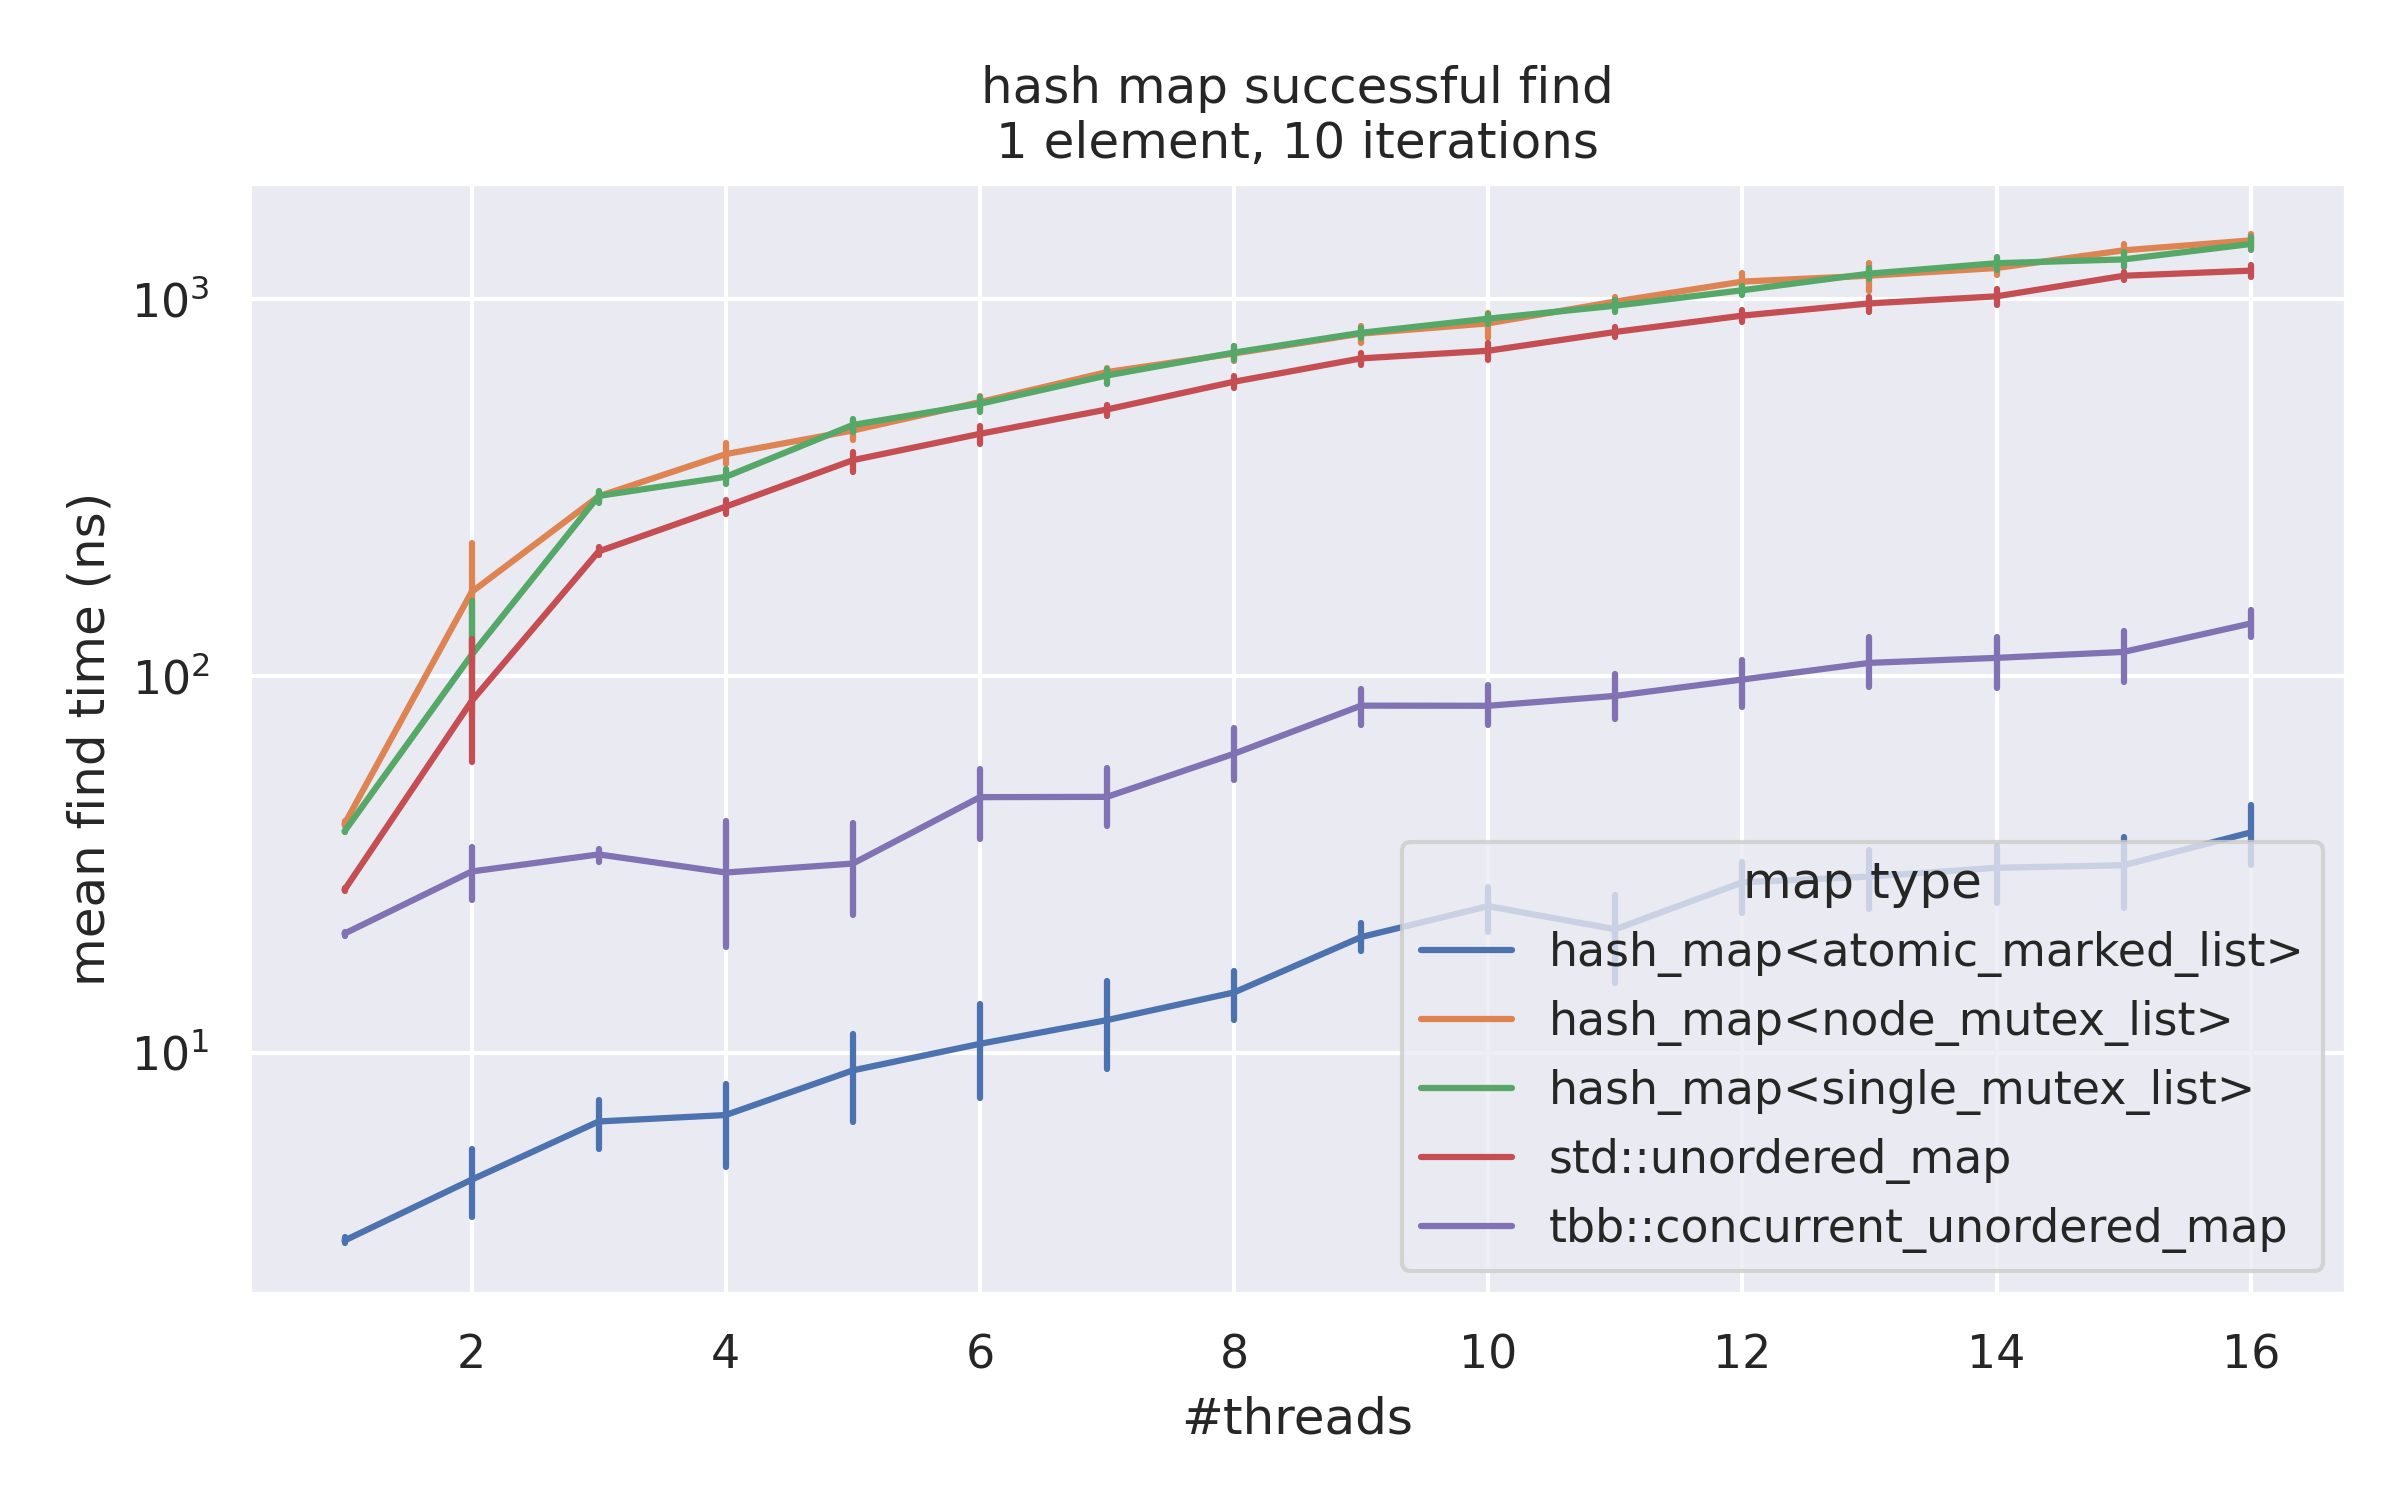 hash map successful find
1 element, 10 iterations
mean find time (ns)
10³
10²
10¹
map type
hash_map<atomic_marked_list>
hash_map<node_mutex_list>
hash_map<single_mutex_list>
std::unordered_map
tbb::concurrent_unordered_map
2 4 6 8 10 12 14 16
#threads